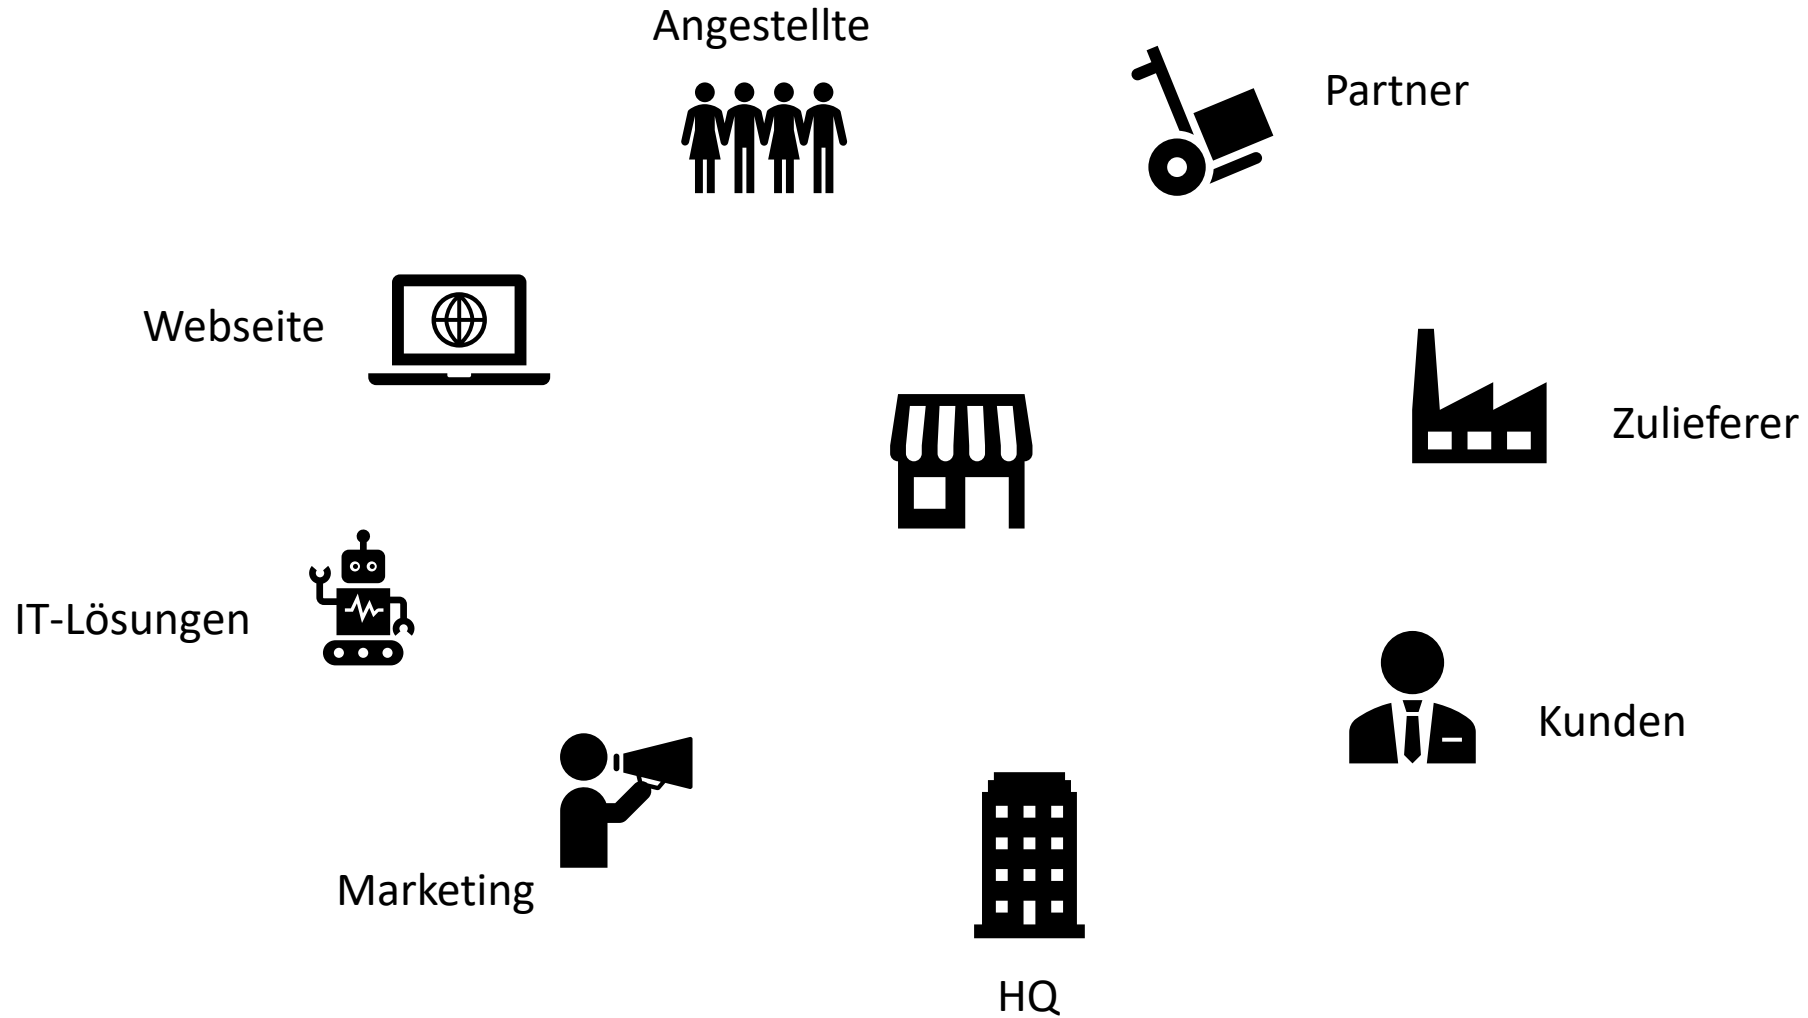 Angestellte
Partner
Webseite
Zulieferer
IT-Lösungen
Kunden
Marketing
HQ